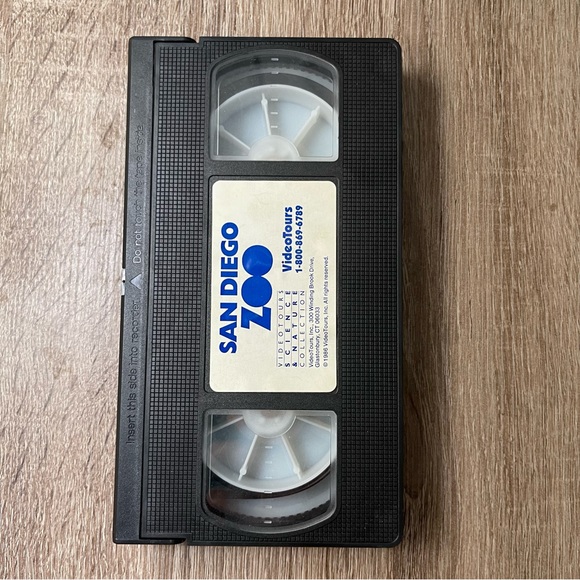 SAN DIEGO
ZOO
VIDEOTOURS
SCIENCE
& NATURE
COLLECTION
VideoTours
1-800-869-6789
VideoTours, Inc., 300 Winding Brook Drive,
Glastonbury, CT 06033
©1986 VideoTours, Inc. All rights reserved.
Insert this side into recorder Do not touch the tape inside